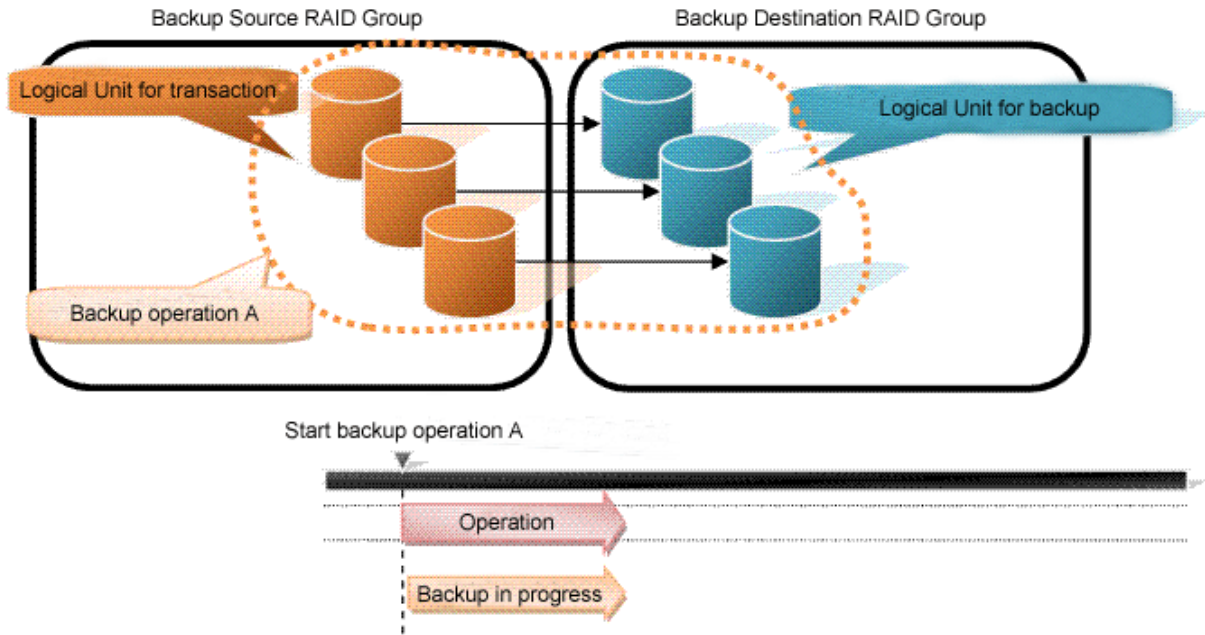 Backup Source RAID Group
Backup Destination RAID Group
Logical Unit for transaction
Logical Unit for backup
Backup operation A
Start backup operation A
Operation
Backup in progress